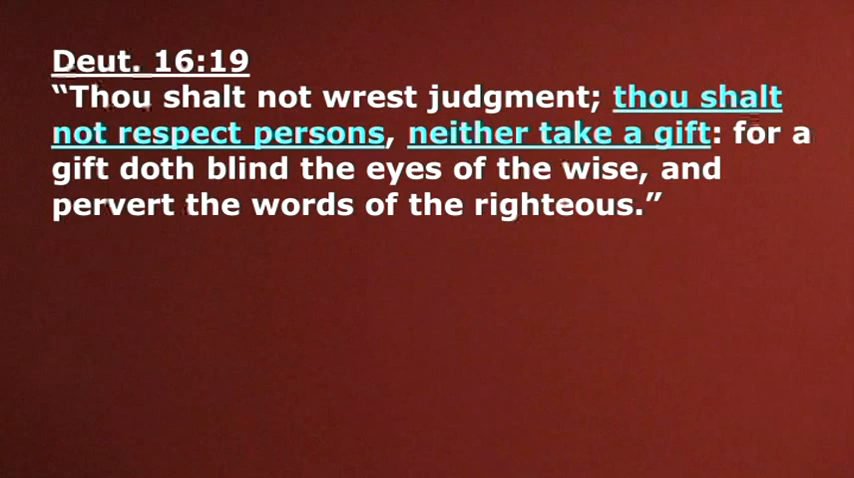 Deut. 16:19
“Thou shalt not wrest judgment; thou shalt
not respect persons, neither take a gift: for a
gift doth blind the eyes of the wise, and
pervert the words of the righteous.”